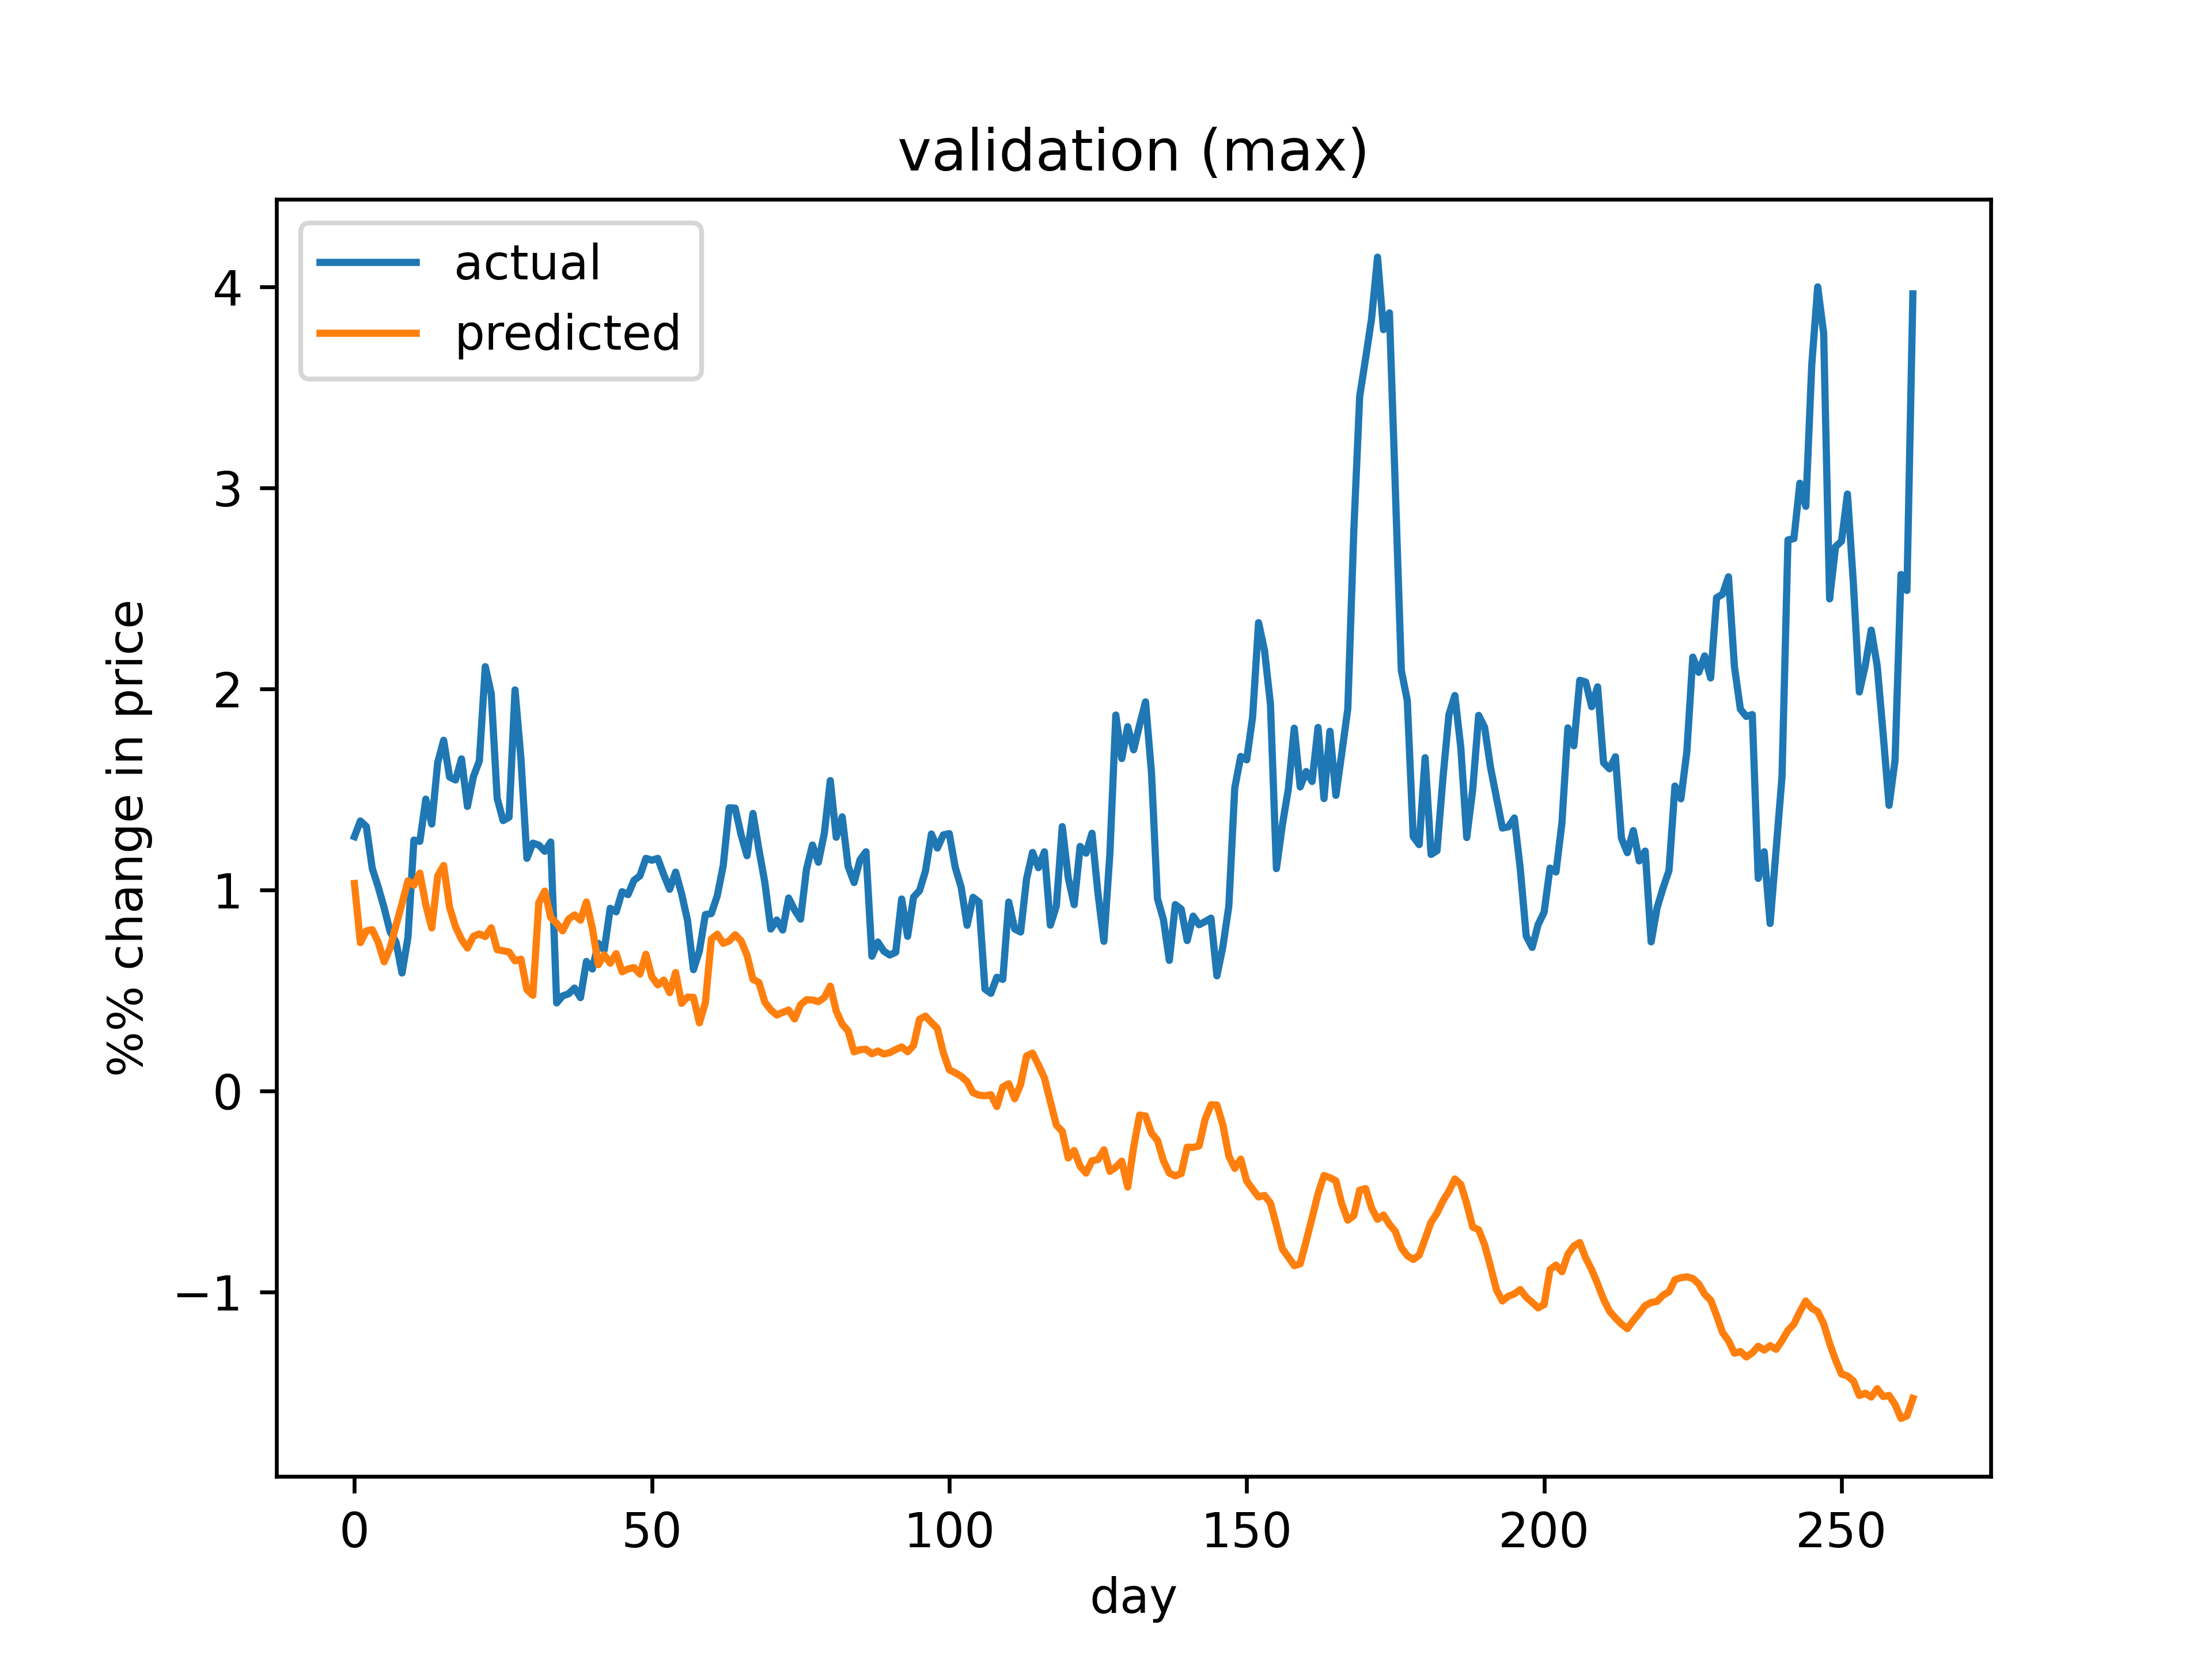 validation (max)
actual
predicted
%% change in price
4
3
2
1
0
−1
0
50
100
150
200
250
day